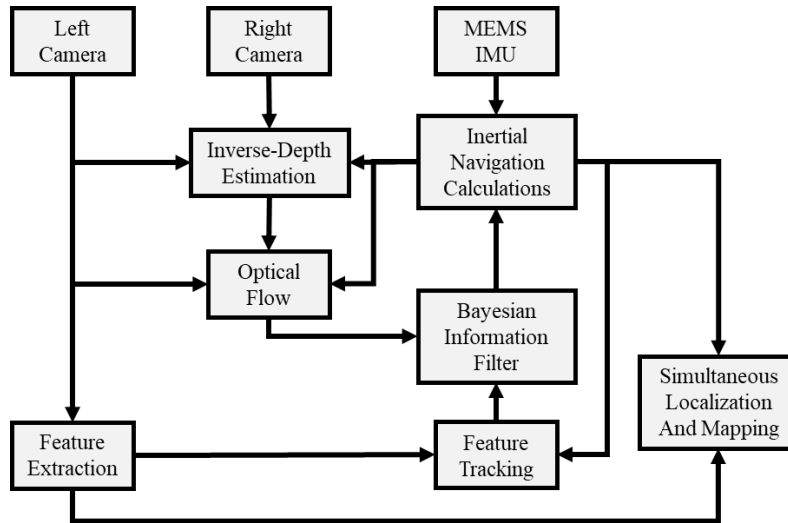 Left
Camera
Right
Camera
MEMS
IMU
Inverse-Depth
Estimation
Inertial
Navigation
Calculations
Optical
Flow
Bayesian
Information
Filter
Simultaneous
Localization
And Mapping
Feature
Extraction
Feature
Tracking